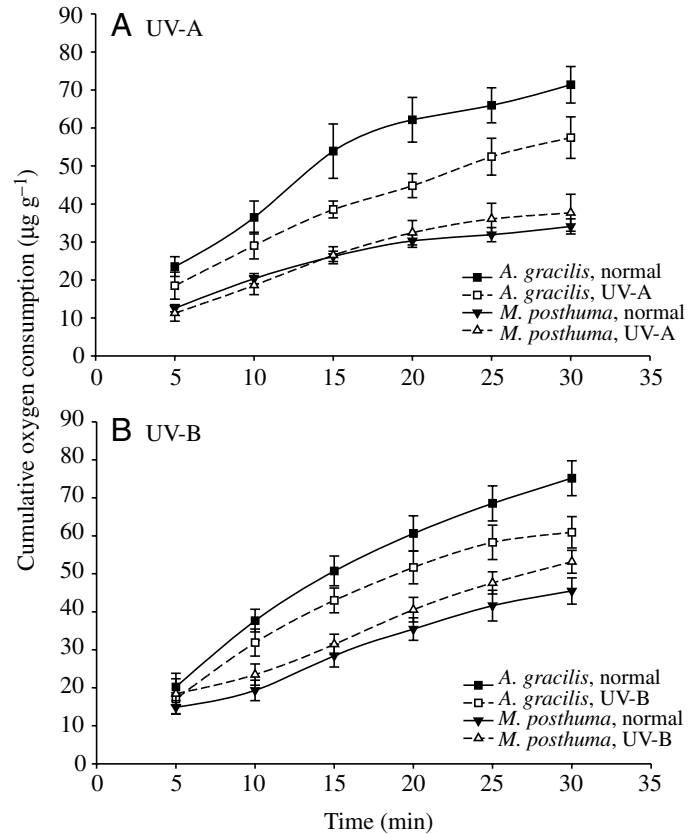 Cumulative oxygen consumption (µg g⁻¹)
A UV-A
90
80
70
60
50
40
30
20
10
0
A. gracilis, normal
A. gracilis, UV-A
M. posthuma, normal
M. posthuma, UV-A
0 5 10 15 20 25 30 35
B UV-B
90
80
70
60
50
40
30
20
10
0
A. gracilis, normal
A. gracilis, UV-B
M. posthuma, normal
M. posthuma, UV-B
0 5 10 15 20 25 30 35
Time (min)